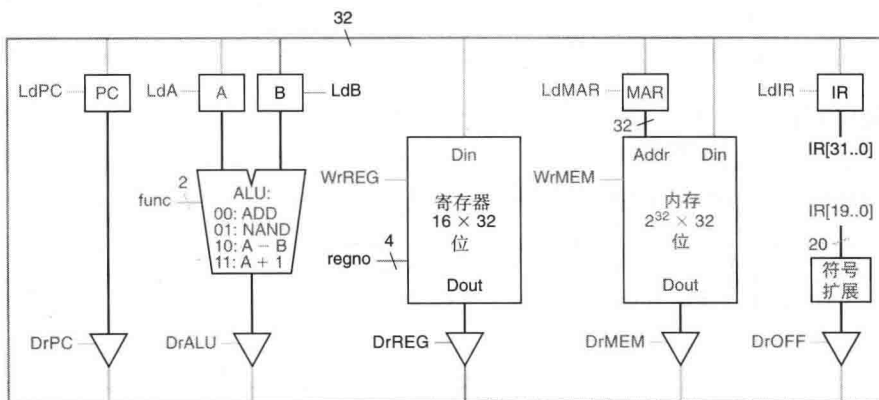 32
LdPC
PC
LdA
A
B
LdB
LdMAR
MAR
LdIR
IR
32
IR[31..0]
Din
Addr
Din
WrREG
WrMEM
func
2
ALU:
00: ADD
01: NAND
10: A − B
11: A + 1
寄存器
16 × 32
位
内存
2³² × 32
位
IR[19..0]
regno
4
20
符号
扩展
Dout
Dout
DrPC
DrALU
DrREG
DrMEM
DrOFF